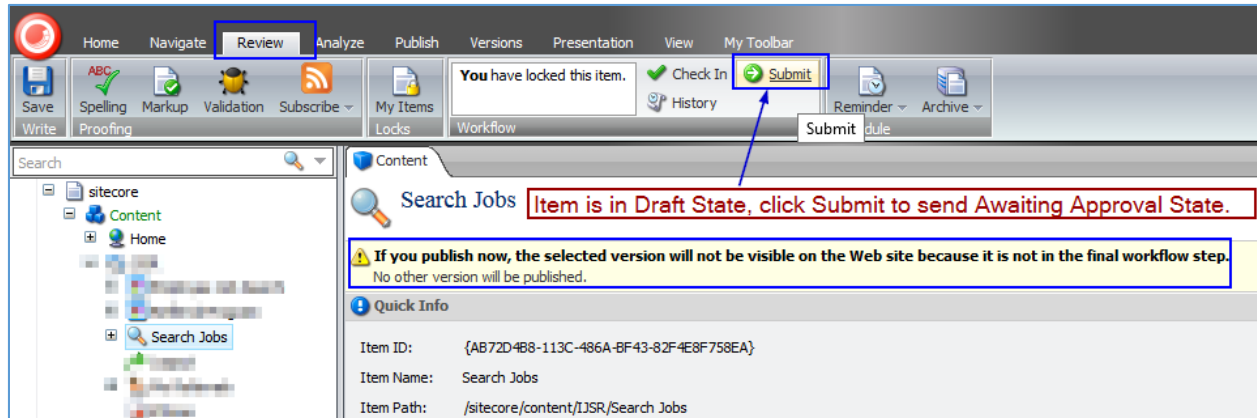 Home Navigate Review Analyze Publish Versions Presentation View My Toolbar
ABC
You have locked this item. Check In Submit
History
Save Spelling Markup Validation Subscribe My Items Reminder Archive
Write Proofing Locks Workflow Submit dule
Search
Content
sitecore
Search Jobs Item is in Draft State, click Submit to send Awaiting Approval State.
Content
Home
If you publish now, the selected version will not be visible on the Web site because it is not in the final workflow step.
No other version will be published.
Quick Info
Search Jobs
Item ID: {AB72D4B8-113C-486A-BF43-82F4E8F758EA}
Item Name: Search Jobs
Item Path: /sitecore/content/IJSR/Search Jobs